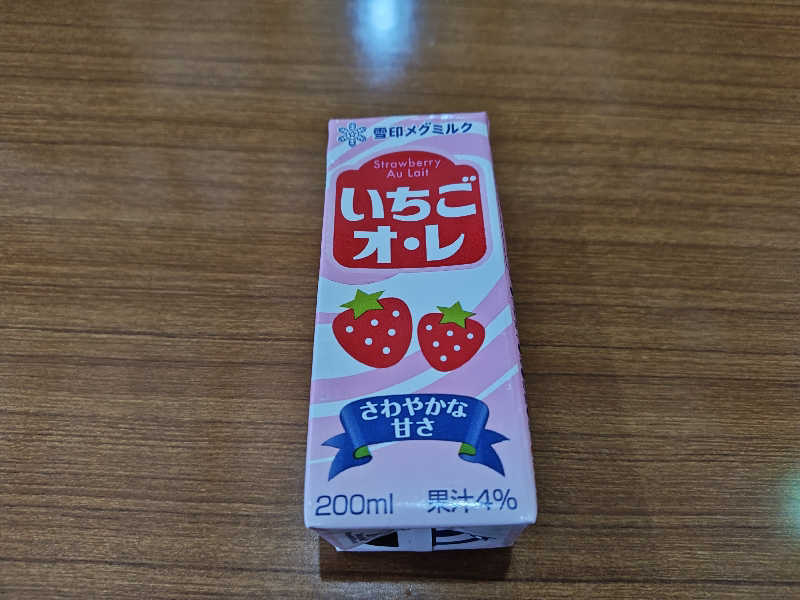 雪印メグミルク
Strawberry
Au Lait
いちご
オ・レ
さわやかな
甘さ
200ml 果汁4%